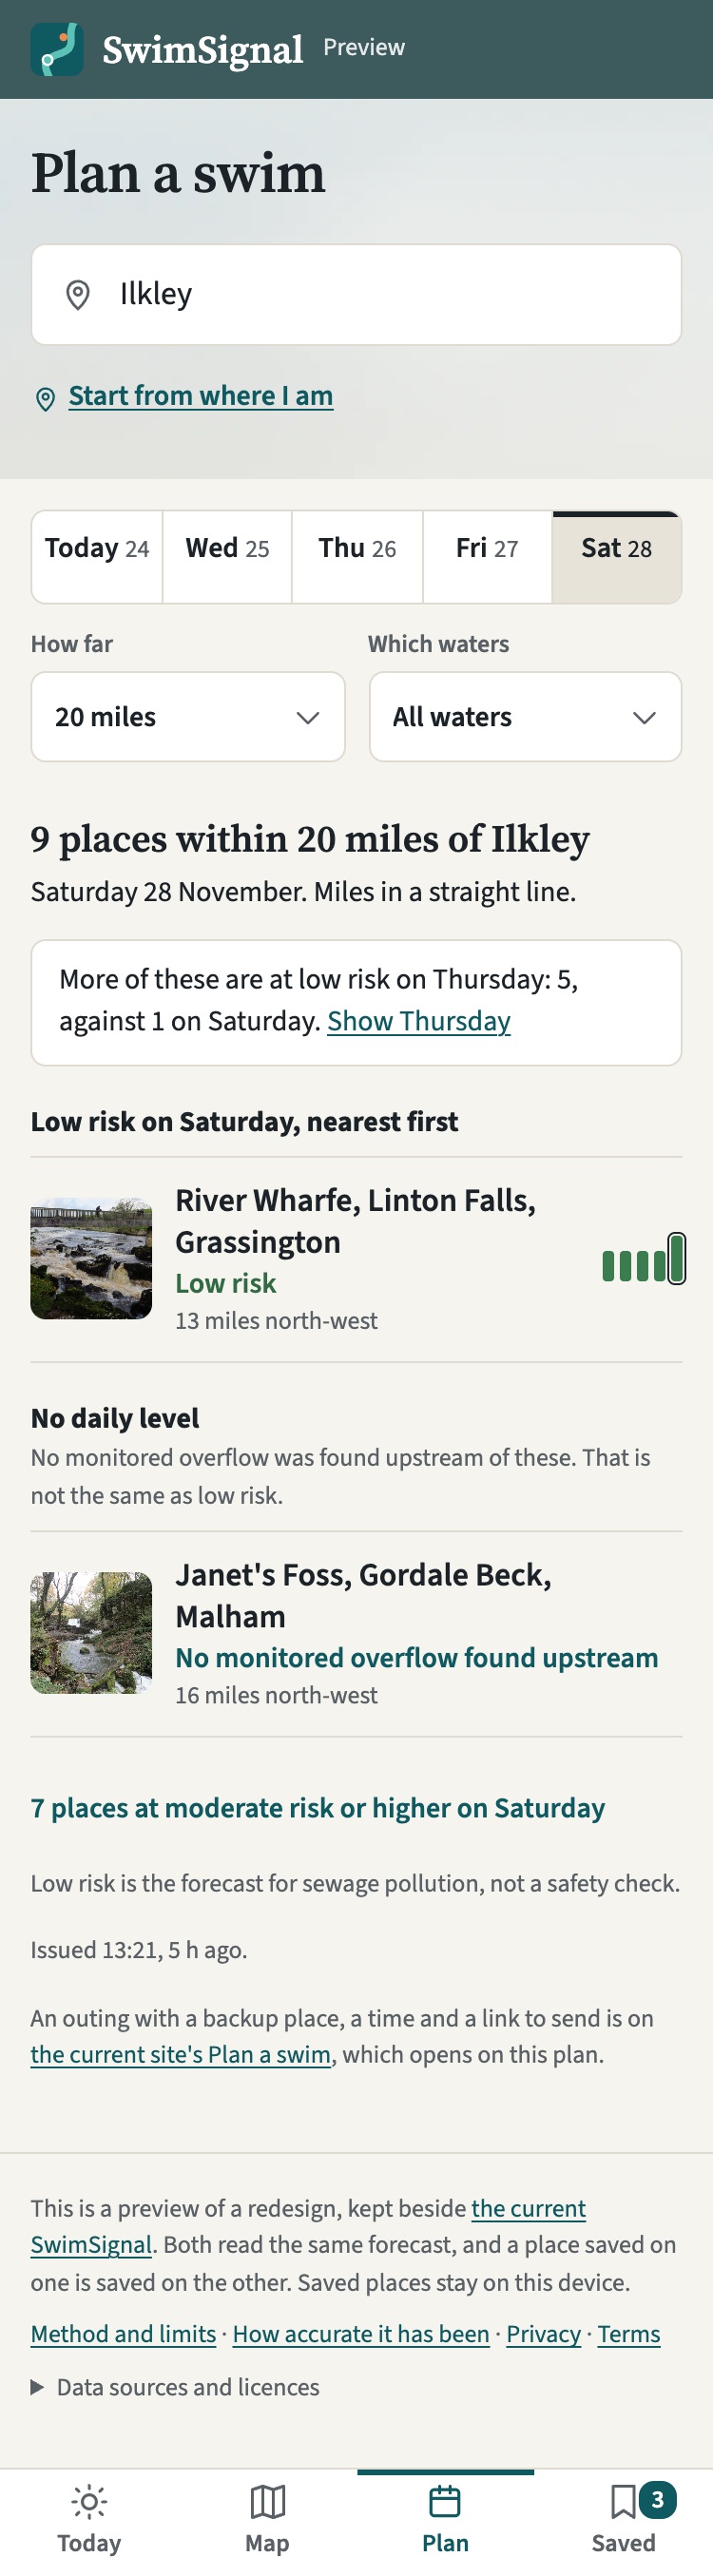 SwimSignal Preview
Plan a swim
Ilkley
Start from where I am
Today 24 Wed 25 Thu 26 Fri 27 Sat 28
How far Which waters
20 miles All waters
9 places within 20 miles of Ilkley
Saturday 28 November. Miles in a straight line.
More of these are at low risk on Thursday: 5,
against 1 on Saturday. Show Thursday
Low risk on Saturday, nearest first
River Wharfe, Linton Falls,
Grassington
Low risk
13 miles north-west
No daily level
No monitored overflow was found upstream of these. That is
not the same as low risk.
Janet's Foss, Gordale Beck,
Malham
No monitored overflow found upstream
16 miles north-west
7 places at moderate risk or higher on Saturday
Low risk is the forecast for sewage pollution, not a safety check.
Issued 13:21, 5 h ago.
An outing with a backup place, a time and a link to send is on
the current site's Plan a swim, which opens on this plan.
This is a preview of a redesign, kept beside the current
SwimSignal. Both read the same forecast, and a place saved on
one is saved on the other. Saved places stay on this device.
Method and limits · How accurate it has been · Privacy · Terms
Data sources and licences
3
Today Map Plan Saved